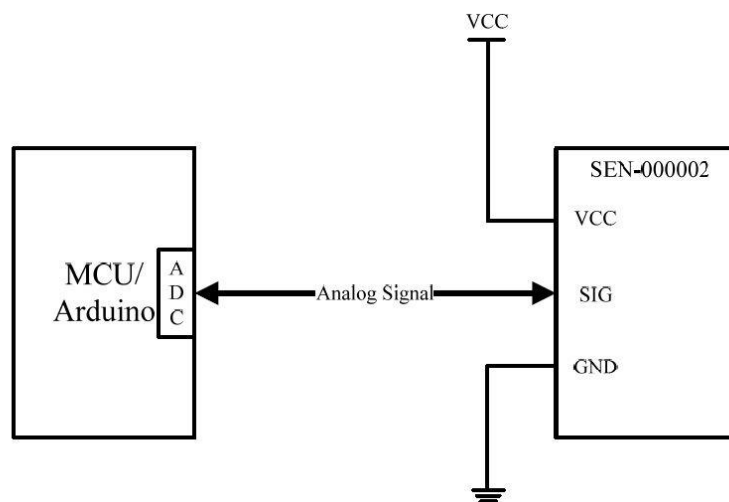 VCC
SEN-000002
VCC
MCU/
Arduino
A
D
C
Analog Signal
SIG
GND